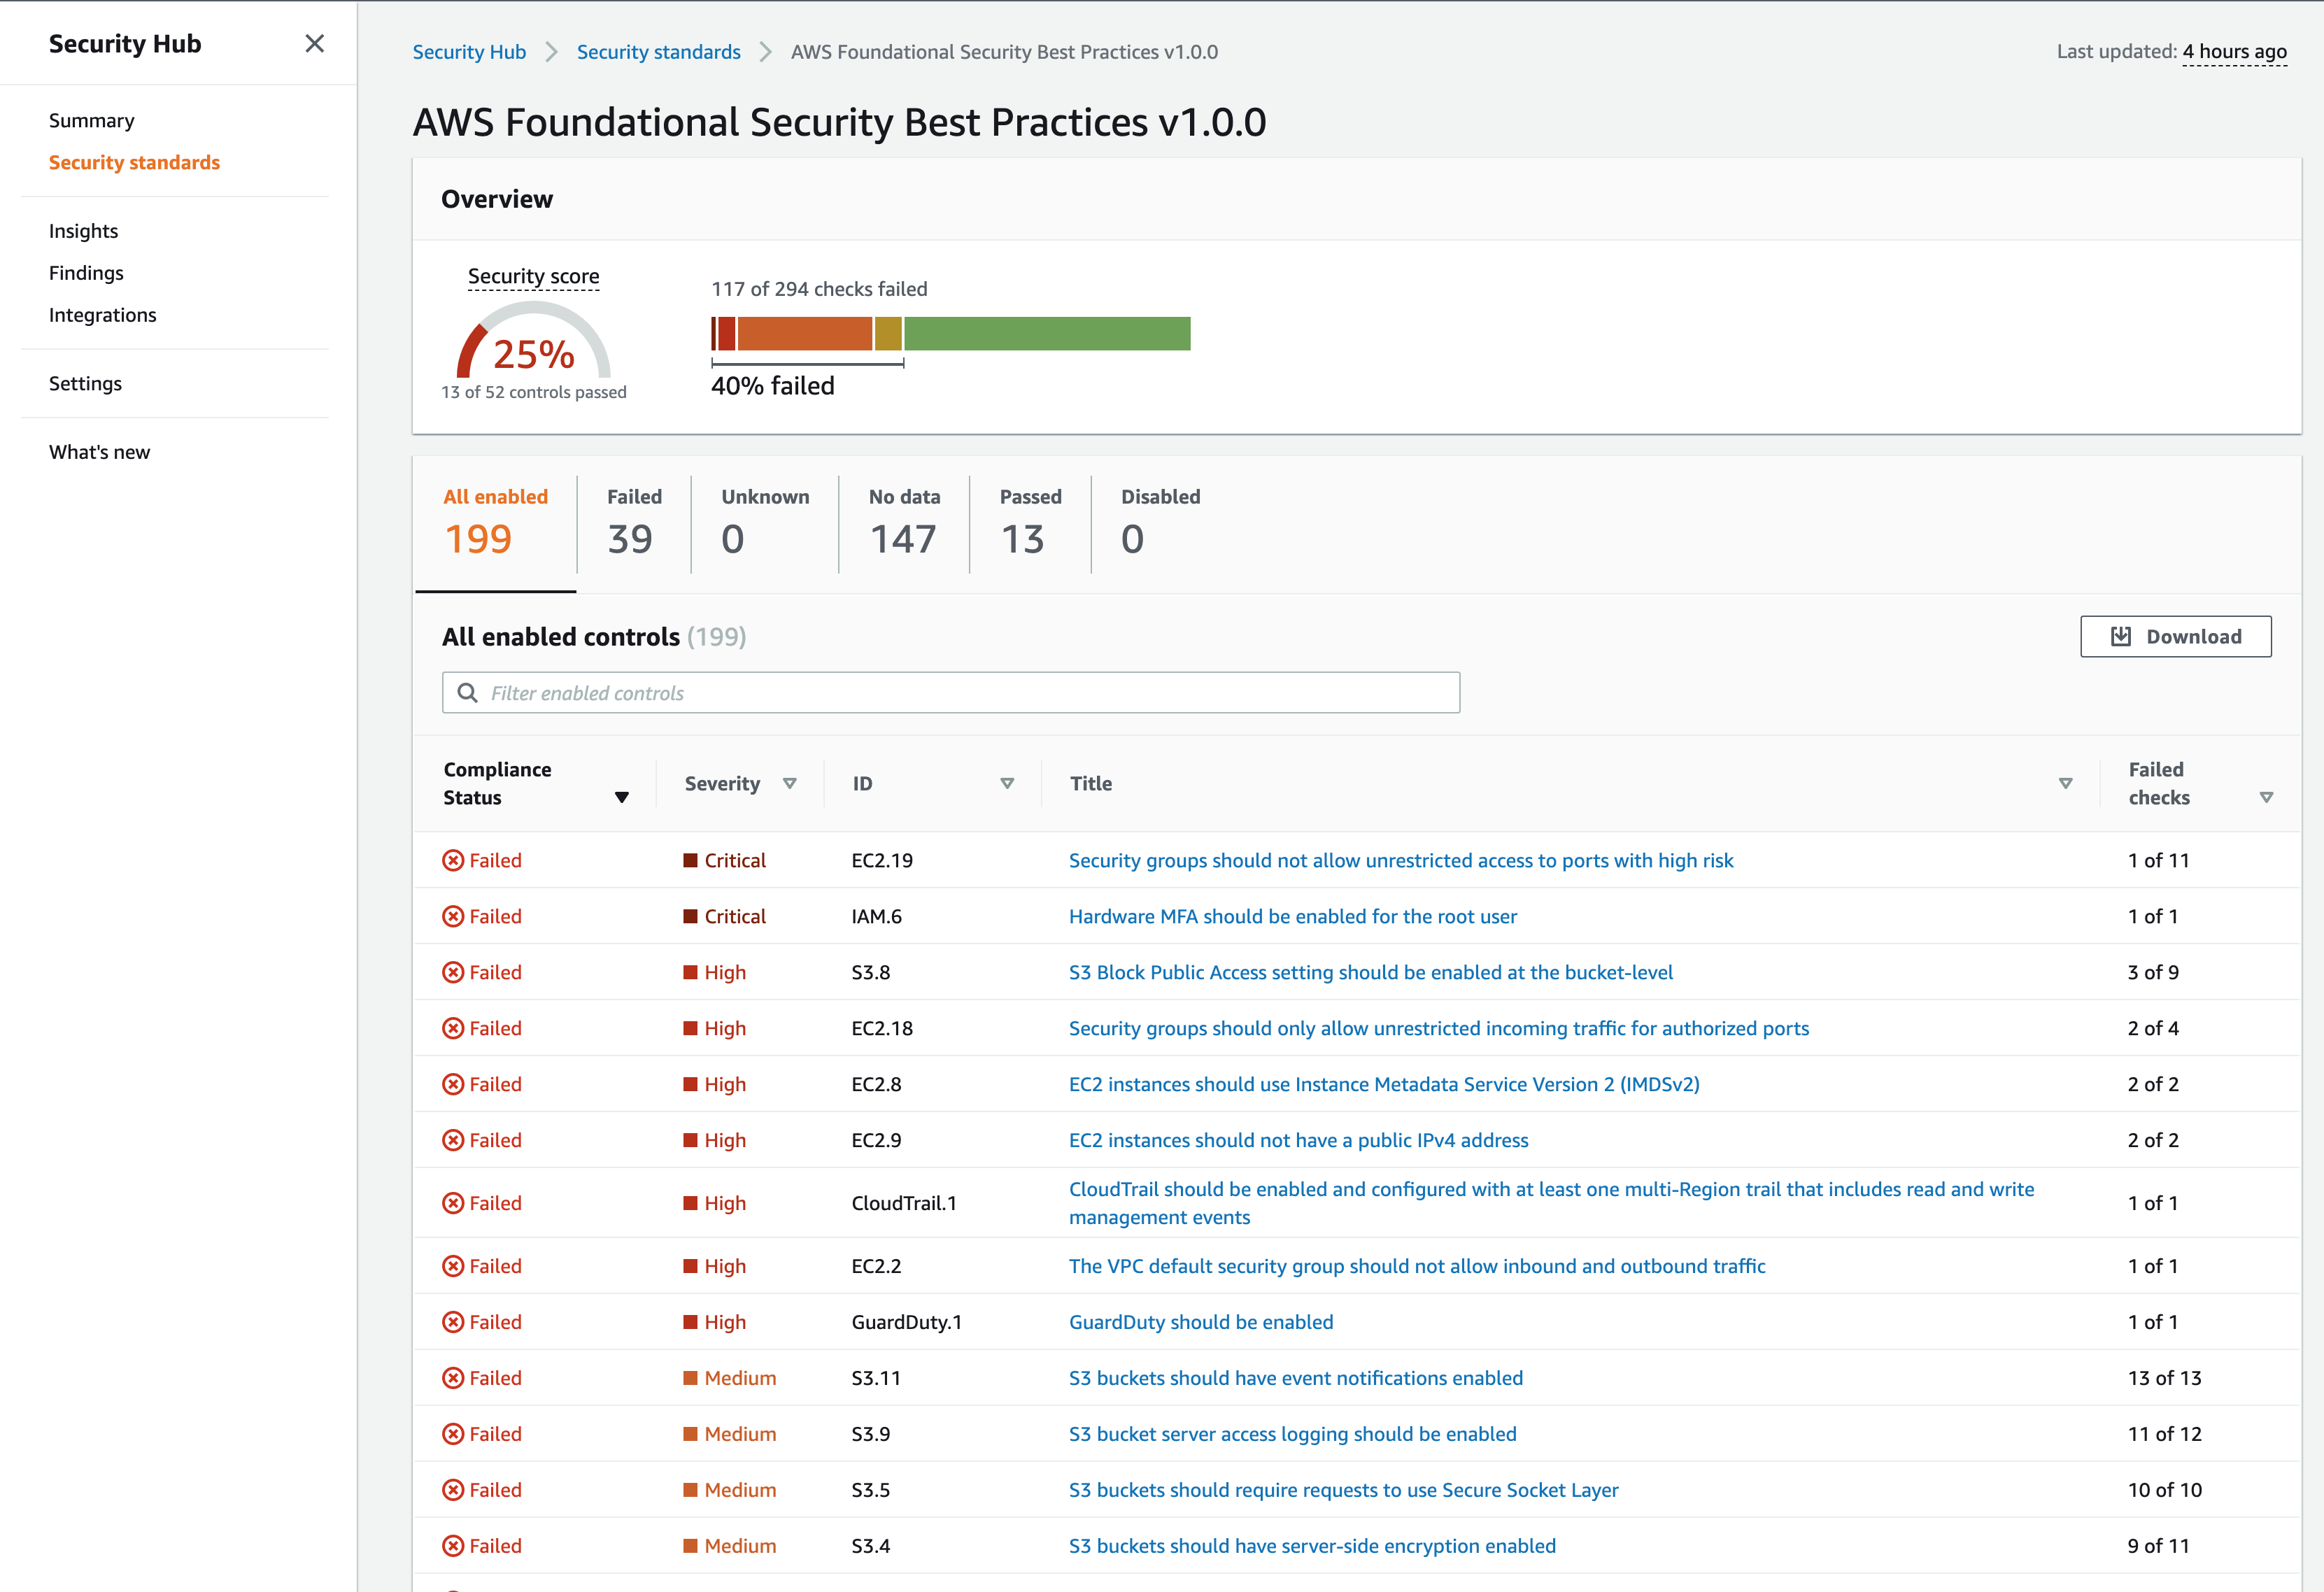 Security Hub
Summary
Security standards
Insights
Findings
Integrations
Settings
What's new
Security Hub
Security standards
AWS Foundational Security Best Practices v1.0.0
Last updated: 4 hours ago
AWS Foundational Security Best Practices v1.0.0
Overview
Security score
25%
13 of 52 controls passed
117 of 294 checks failed
40% failed
All enabled
199
Failed
39
Unknown
0
No data
147
Passed
13
Disabled
0
All enabled controls (199)
Download
Filter enabled controls
Compliance
Status
Severity
ID
Title
Failed
checks
Failed Critical EC2.19 Security groups should not allow unrestricted access to ports with high risk 1 of 11
Failed Critical IAM.6 Hardware MFA should be enabled for the root user 1 of 1
Failed High S3.8 S3 Block Public Access setting should be enabled at the bucket-level 3 of 9
Failed High EC2.18 Security groups should only allow unrestricted incoming traffic for authorized ports 2 of 4
Failed High EC2.8 EC2 instances should use Instance Metadata Service Version 2 (IMDSv2) 2 of 2
Failed High EC2.9 EC2 instances should not have a public IPv4 address 2 of 2
Failed High CloudTrail.1 CloudTrail should be enabled and configured with at least one multi-Region trail that includes read and write
management events 1 of 1
Failed High EC2.2 The VPC default security group should not allow inbound and outbound traffic 1 of 1
Failed High GuardDuty.1 GuardDuty should be enabled 1 of 1
Failed Medium S3.11 S3 buckets should have event notifications enabled 13 of 13
Failed Medium S3.9 S3 bucket server access logging should be enabled 11 of 12
Failed Medium S3.5 S3 buckets should require requests to use Secure Socket Layer 10 of 10
Failed Medium S3.4 S3 buckets should have server-side encryption enabled 9 of 11